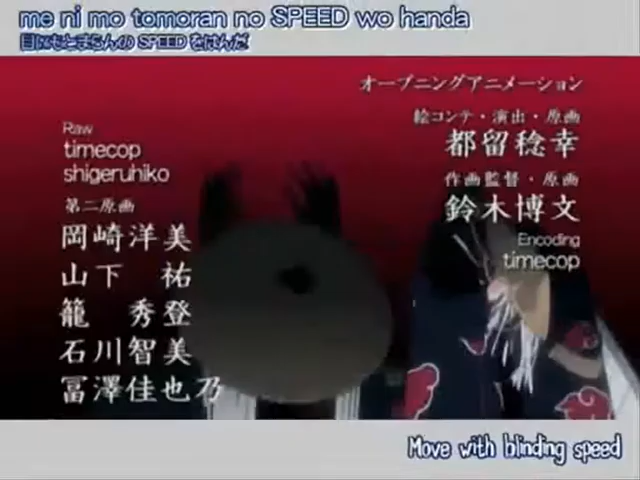 me ni mo tomoran no SPEED wo handa
目にもとまらんの SPEED をはんだ
オープニングアニメーション
絵コンテ・演出・原画
都留稔幸
作画監督・原画
鈴木博文
Encoding
timecop
Raw
timecop
shigeruhiko
第二原画
岡崎洋美
山下 祐
籠 秀登
石川智美
冨澤佳也乃
Move with blinding speed